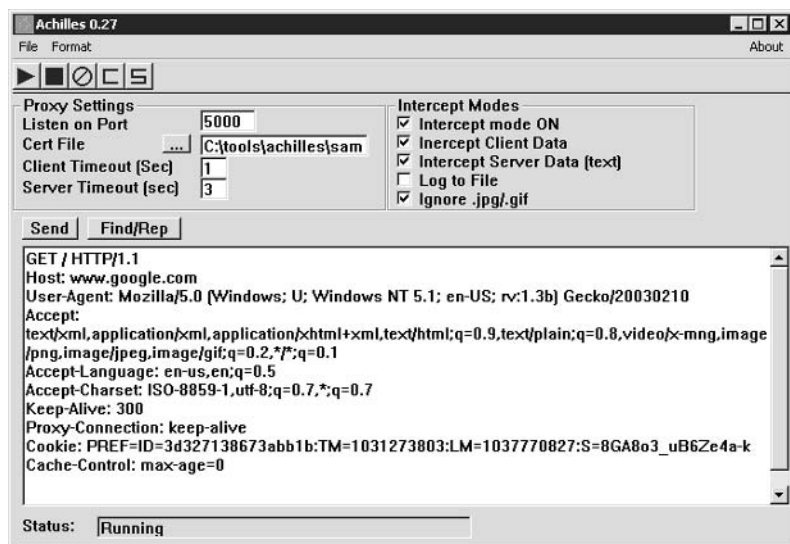 Achilles 0.27
File Format About
Proxy Settings
Listen on Port 5000
Cert File ... C:\tools\achilles\sam
Client Timeout (Sec) 1
Server Timeout (sec) 3
Intercept Modes
Intercept mode ON
Inercept Client Data
Intercept Server Data (text)
Log to File
Ignore .jpg/.gif
Send Find/Rep
GET / HTTP/1.1
Host: www.google.com
User-Agent: Mozilla/5.0 (Windows; U; Windows NT 5.1; en-US; rv:1.3b) Gecko/20030210
Accept:
text/xml,application/xml,application/xhtml+xml,text/html;q=0.9,text/plain;q=0.8,video/x-mng,image
/png,image/jpeg,image/gif;q=0.2,*/*;q=0.1
Accept-Language: en-us,en;q=0.5
Accept-Charset: ISO-8859-1,utf-8;q=0.7,*;q=0.7
Keep-Alive: 300
Proxy-Connection: keep-alive
Cookie: PREF=ID=3d327138673abb1b:TM=1031273803:LM=1037770827:S=8GA8o3_uB6Ze4a-k
Cache-Control: max-age=0
Status: Running